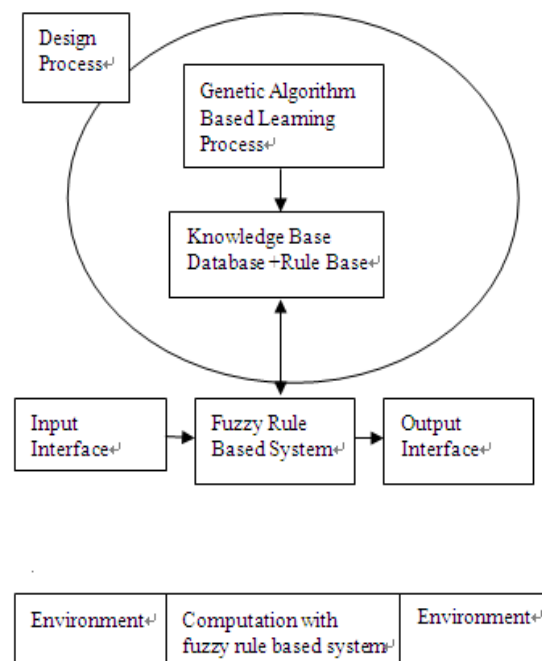 Design
Process↵
Genetic Algorithm
Based Learning
Process↵
Knowledge Base
Database +Rule Base↵
Input
Interface↵
Fuzzy Rule
Based System↵
Output
Interface↵
.
Environment↵
Computation with
fuzzy rule based system↵
Environment↵